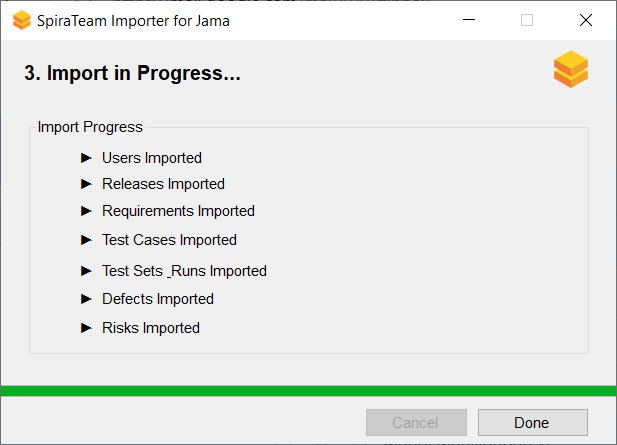 SpiraTeam Importer for Jama
3. Import in Progress...
Import Progress
Users Imported
Releases Imported
Requirements Imported
Test Cases Imported
Test Sets _Runs Imported
Defects Imported
Risks Imported
Cancel
Done